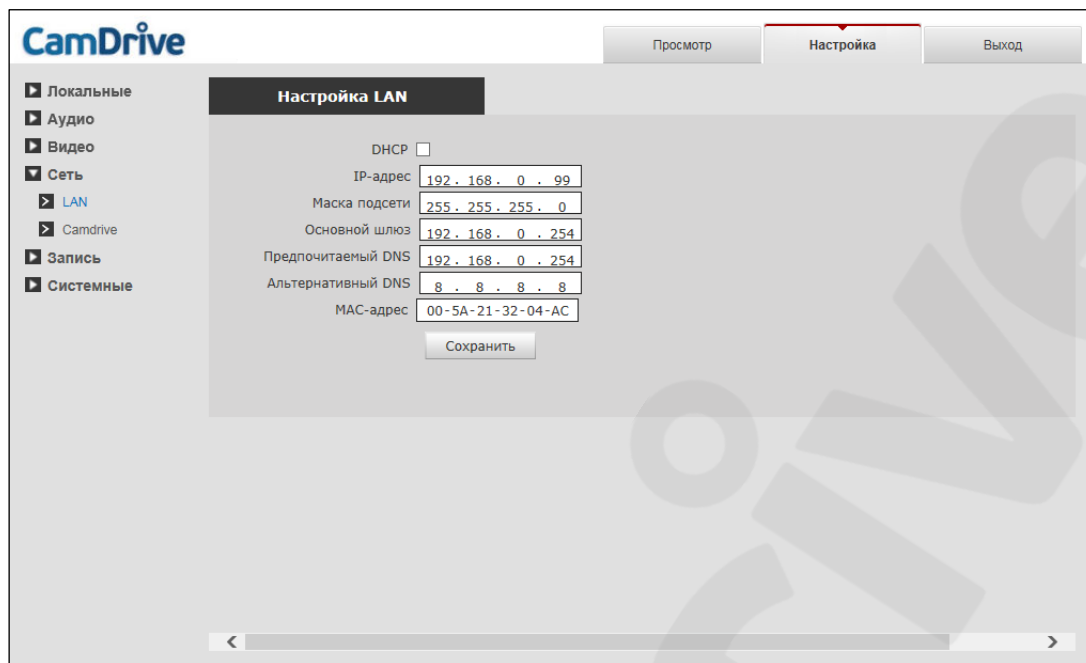 CamDrive
Просмотр
Настройка
Выход
Локальные
Аудио
Видео
Сеть
LAN
Camdrive
Запись
Системные
Настройка LAN
DHCP
IP-адрес 192. 168. 0 . 99
Маска подсети 255. 255. 255. 0
Основной шлюз 192. 168. 0 . 254
Предпочитаемый DNS 192. 168. 0 . 254
Альтернативный DNS 8 . 8 . 8 . 8
MAC-адрес 00-5A-21-32-04-AC
Сохранить
rive